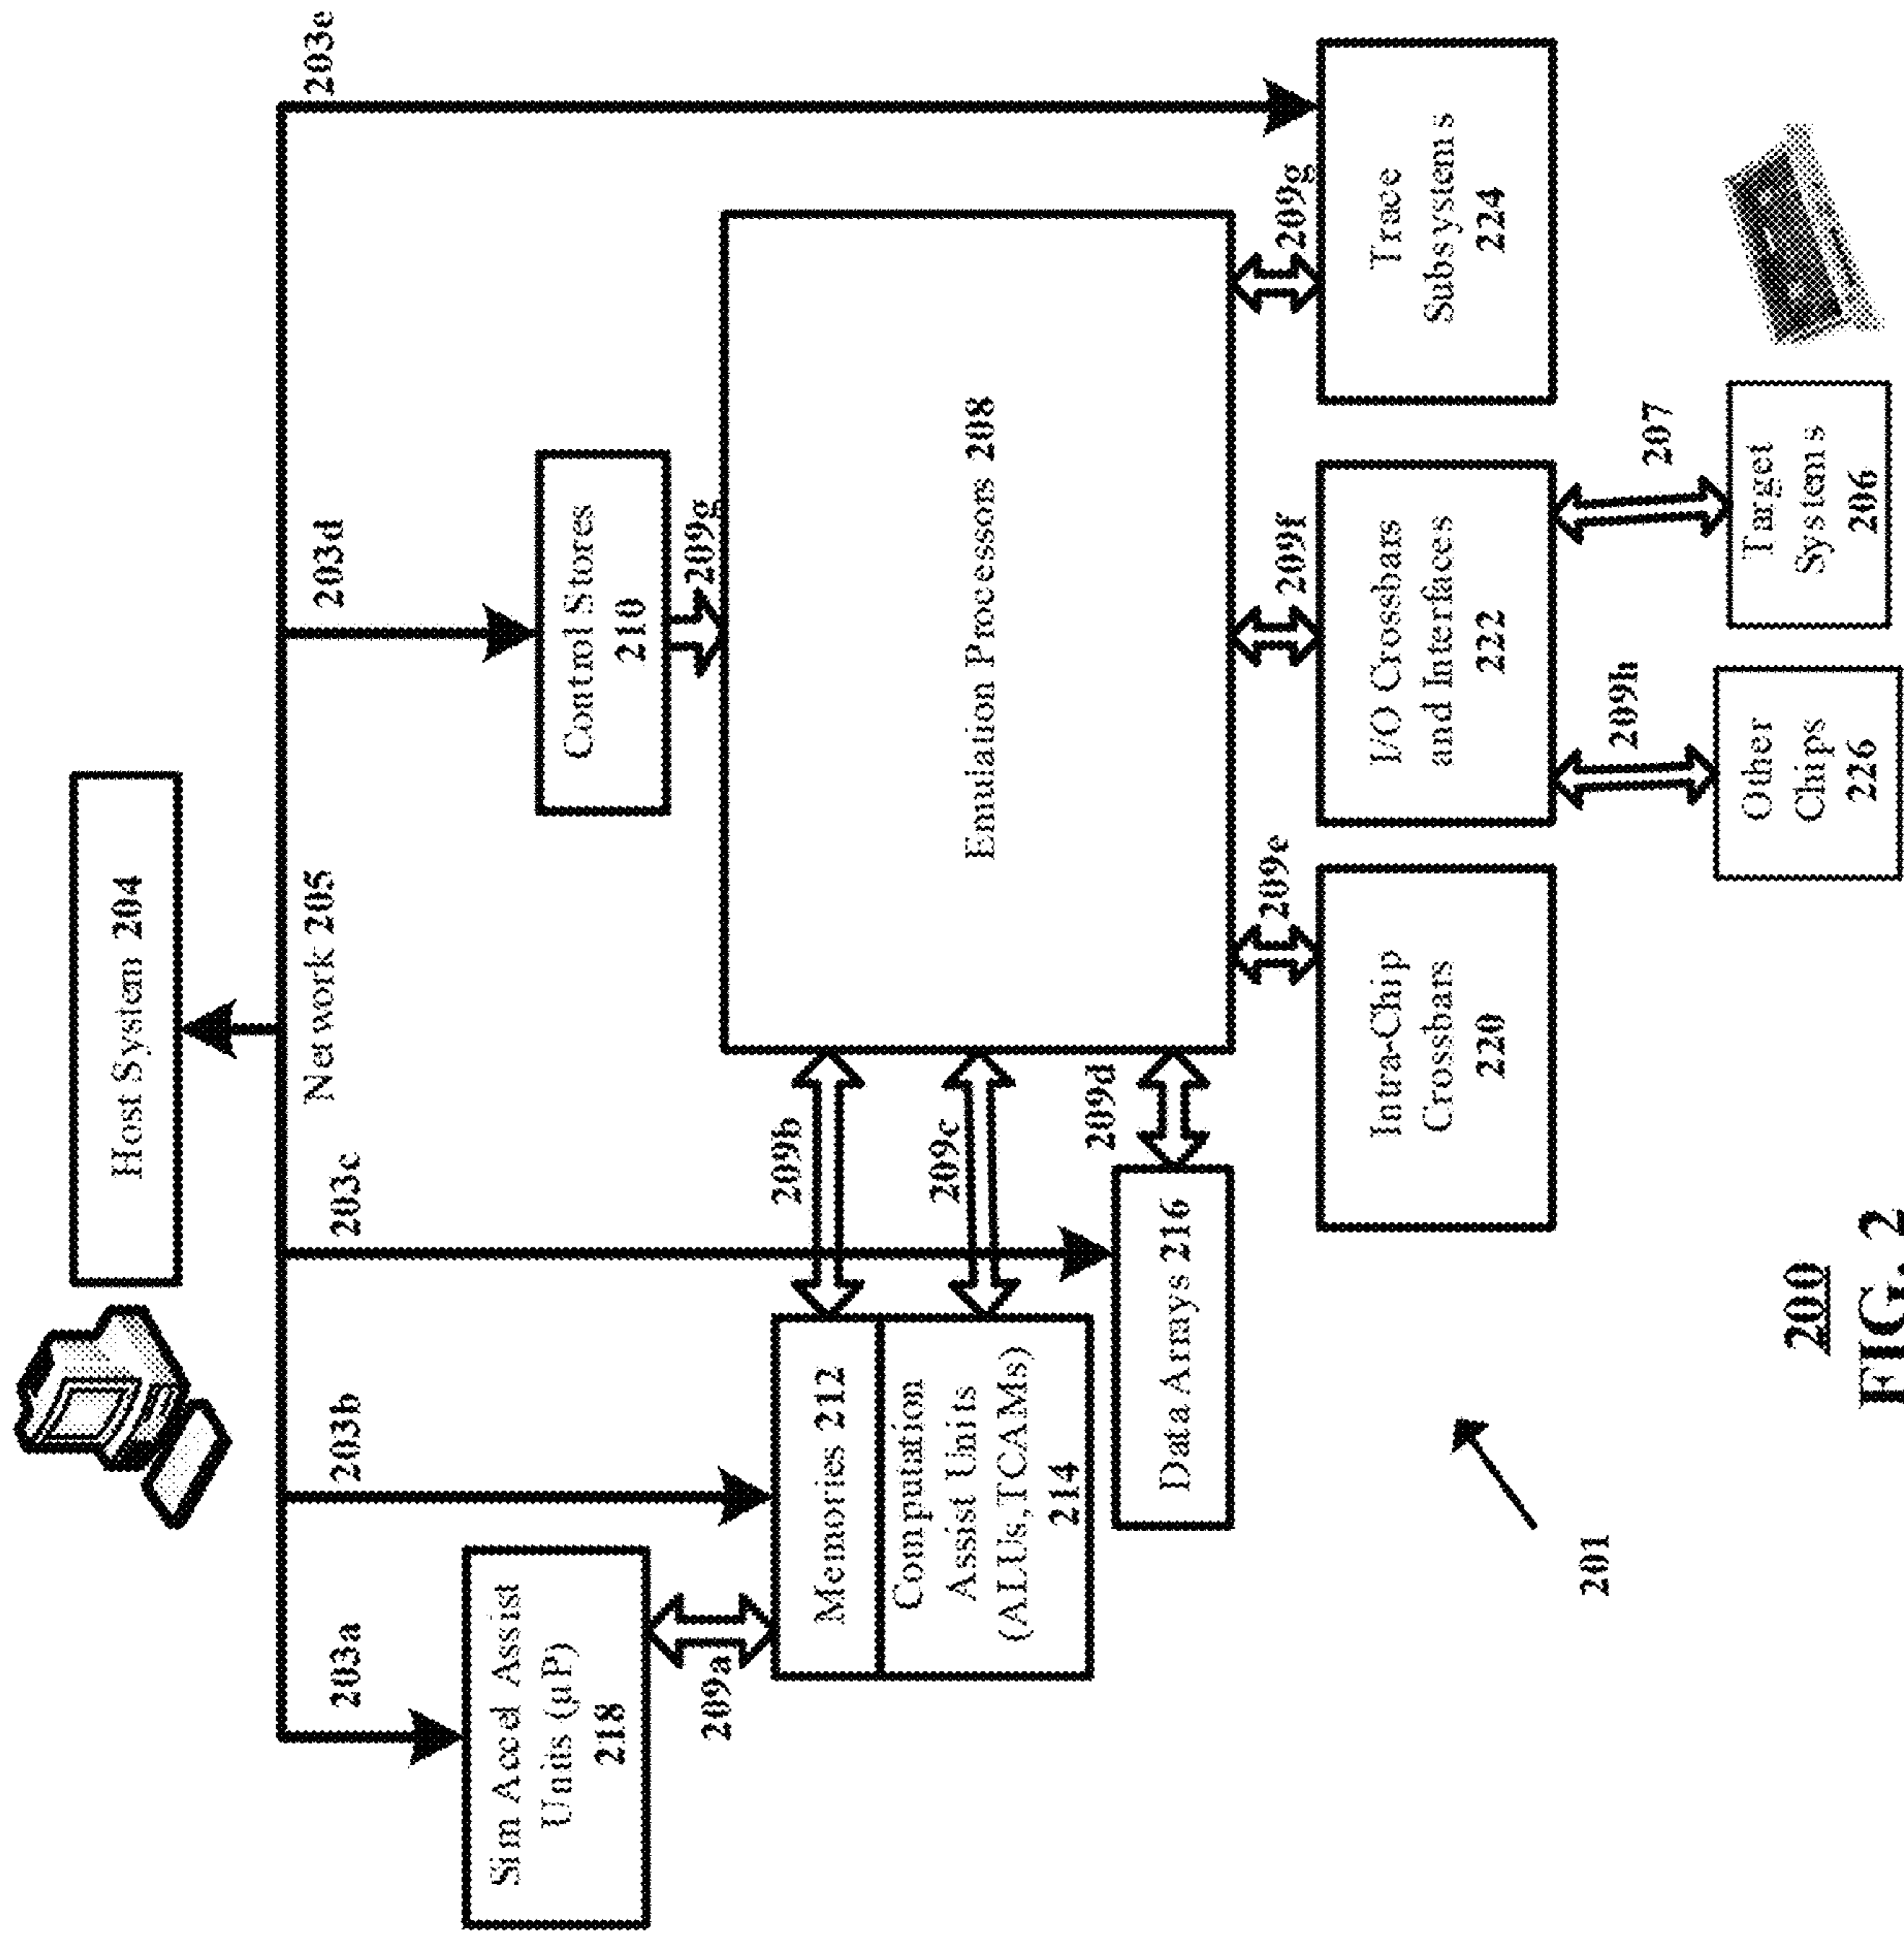 Host System 204
Network 205
203a
203b
203c
203d
203e
Sim Accel Assist
Units (µP)
218
209a
Memories 212
Computation
Assist Units
(ALUs,TCAMs)
214
Data Arrays 216
209b
209c
209d
Control Stores
210
209g
Emulation Processors 208
209e
209f
209g
Intra-Chip
Crossbars
220
I/O Crossbars
and Interfaces
222
Trace
Subsystems
224
209h
207
Other
Chips
226
Target
Systems
206
201
200
FIG. 2